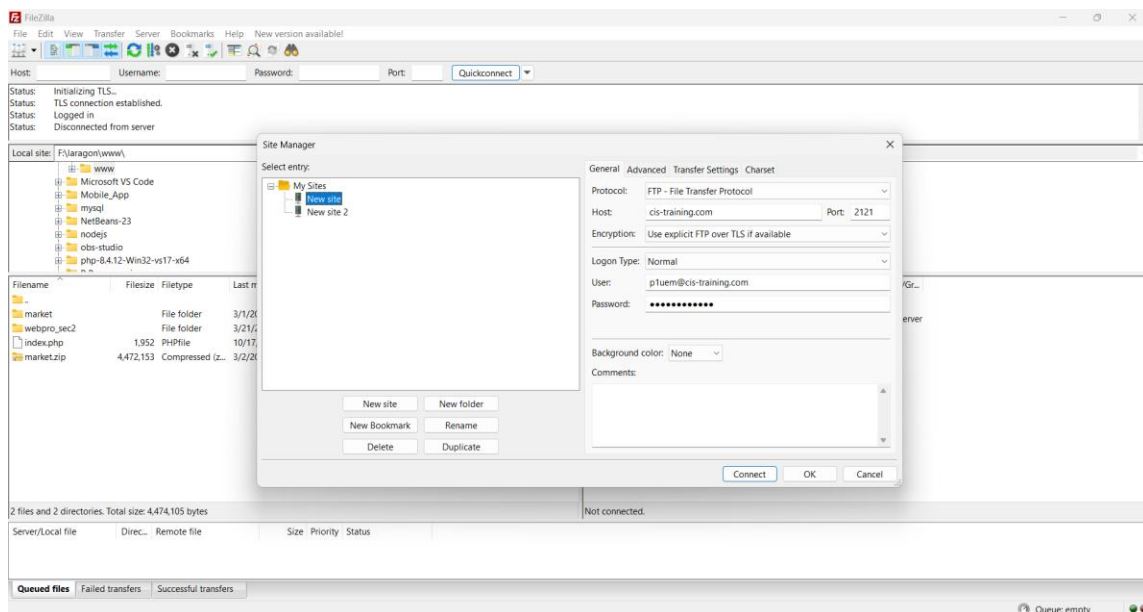 FileZilla
File Edit View Transfer Server Bookmarks Help New version available!
Host: Username: Password: Port: Quickconnect
Status: Initializing TLS...
Status: TLS connection established.
Status: Logged in
Status: Disconnected from server
Local site: F:\laragon\www\
www
Microsoft VS Code
Mobile_App
mysql
NetBeans-23
nodejs
obs-studio
php-8.4.12-Win32-vs17-x64
Filename Filesize Filetype Last m
..
market File folder 3/1/20
webpro_sec2 File folder 3/21/2
index.php 1,952 PHPfile 10/17,
market.zip 4,472,153 Compressed (z... 3/2/20
2 files and 2 directories. Total size: 4,474,105 bytes
Site Manager
Select entry:
My Sites
New site
New site 2
New site New folder
New Bookmark Rename
Delete Duplicate
General Advanced Transfer Settings Charset
Protocol: FTP - File Transfer Protocol
Host: cis-training.com Port: 2121
Encryption: Use explicit FTP over TLS if available
Logon Type: Normal
User: p1uem@cis-training.com
Password: ●●●●●●●●●●●●
Background color: None
Comments:
Connect OK Cancel
/Gr...
erver
Not connected.
Server/Local file Direc... Remote file Size Priority Status
Queued files Failed transfers Successful transfers
Queue: empty